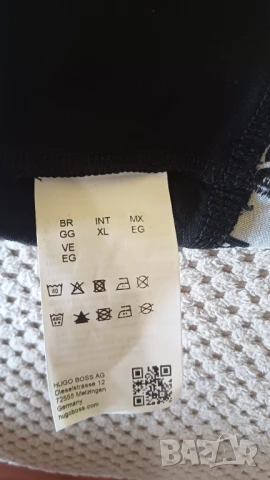 BR INT MX
GG XL EG
VE
EG
HUGO BOSS AG
Dieselstrasse 12
72555 Metzingen
Germany
hugoboss.com
BAZAR